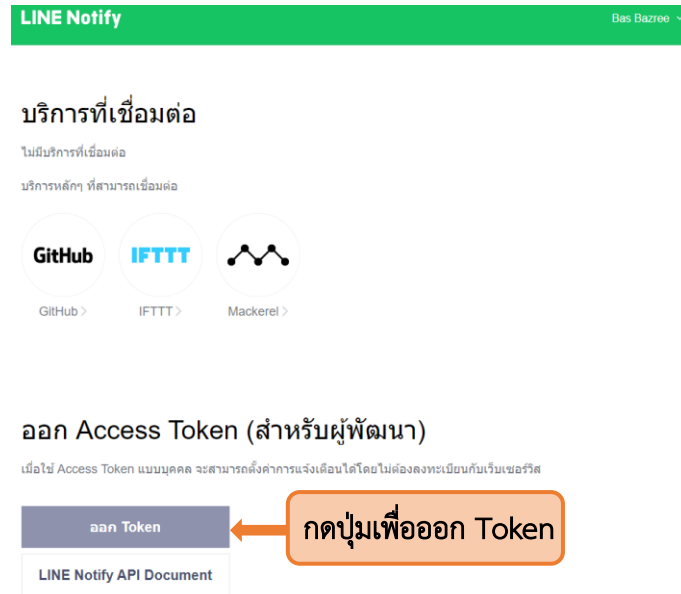 LINE Notify
Bas Bazree
บริการที่เชื่อมต่อ
ไม่มีบริการที่เชื่อมต่อ
บริการหลักๆ ที่สามารถเชื่อมต่อ
GitHub IFTTT
GitHub IFTTT Mackerel
ออก Access Token (สำหรับผู้พัฒนา)
เมื่อใช้ Access Token แบบบุคคล จะสามารถตั้งค่าการแจ้งเตือนได้โดยไม่ต้องลงทะเบียนกับเว็บเซอร์วิส
ออก Token
กดปุ่มเพื่อออก Token
LINE Notify API Document